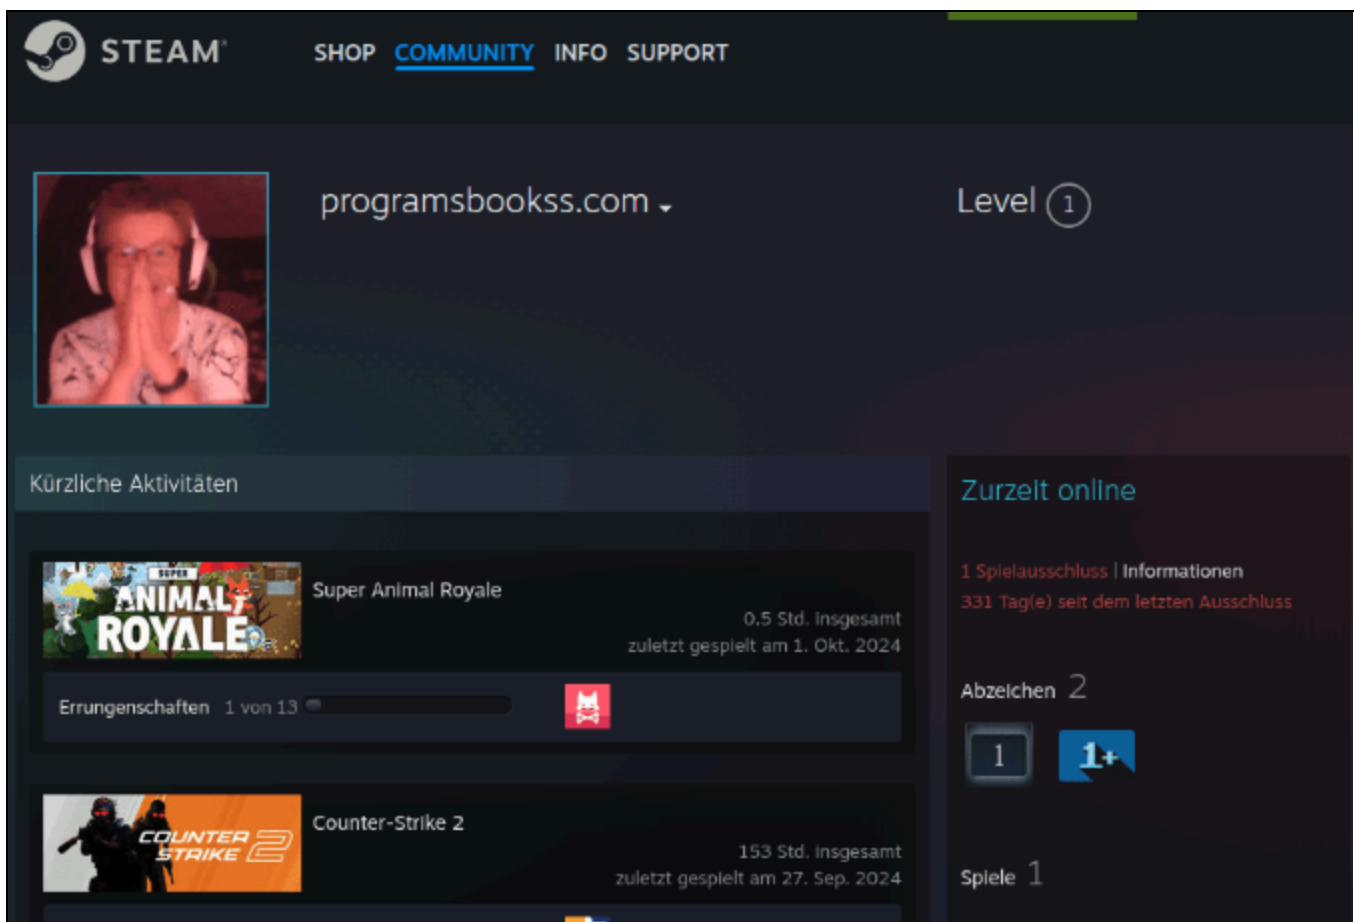 STEAM®
SHOP COMMUNITY INFO SUPPORT
programsbookss.com
Level 1
Kürzliche Aktivitäten
SUPER
ANIMAL
ROYALE
Super Animal Royale
0.5 Std. insgesamt
zuletzt gespielt am 1. Okt. 2024
Errungenschaften 1 von 13
COUNTER
STRIKE 2
Counter-Strike 2
153 Std. insgesamt
zuletzt gespielt am 27. Sep. 2024
Zurzeit online
1 Spielausschluss | Informationen
331 Tag(e) seit dem letzten Ausschluss
Abzeichen 2
1
1+
Spiele 1